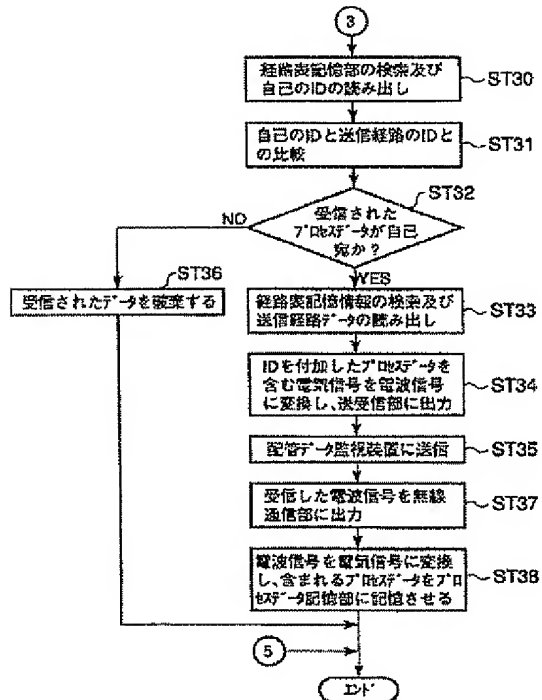 3
経路表記憶部の検索及び
自己のIDの読み出し
ST30
自己のIDと送信経路のIDと
の比較
ST31
ST32
受信された
プロセスデータが自己
宛か?
NO
YES
ST36
受信されたデータを破棄する
経路表記憶情報の検索及び
送信経路データの読み出し
ST33
IDを付加したプロセスデータを
含む電気信号を電波信号
に変換し、送受信部に出力
ST34
配管データ監視装置に送信
ST35
受信した電波信号を無線
通信部に出力
ST37
電波信号を電気信号に変換
し、含まれるプロセスデータをプロ
セスデータ記憶部に記憶させる
ST38
5
エンド